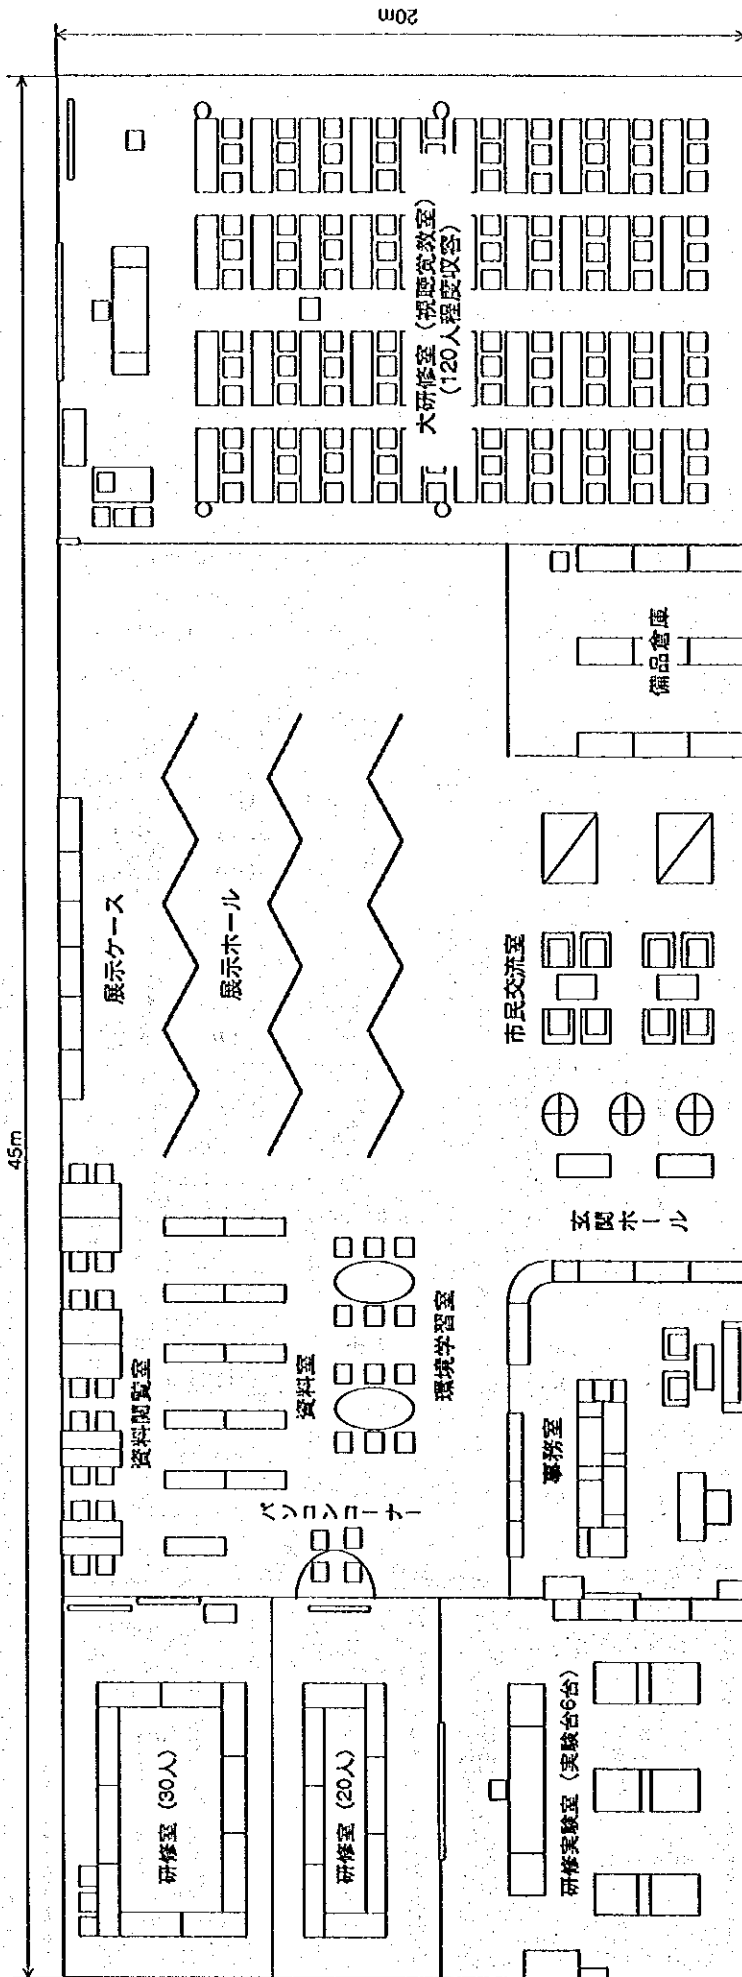 20m
45m
大研修室 (視聴覚教室)
(120人程度収容)
備品倉庫
展示ケース
展示ホール
市民交流室
玄関ホール
資料閲覧室
資料室
環境学習室
パソコンコーナー
事務室
研修室 (30人)
研修室 (20人)
研修実験室 (実験台6台)